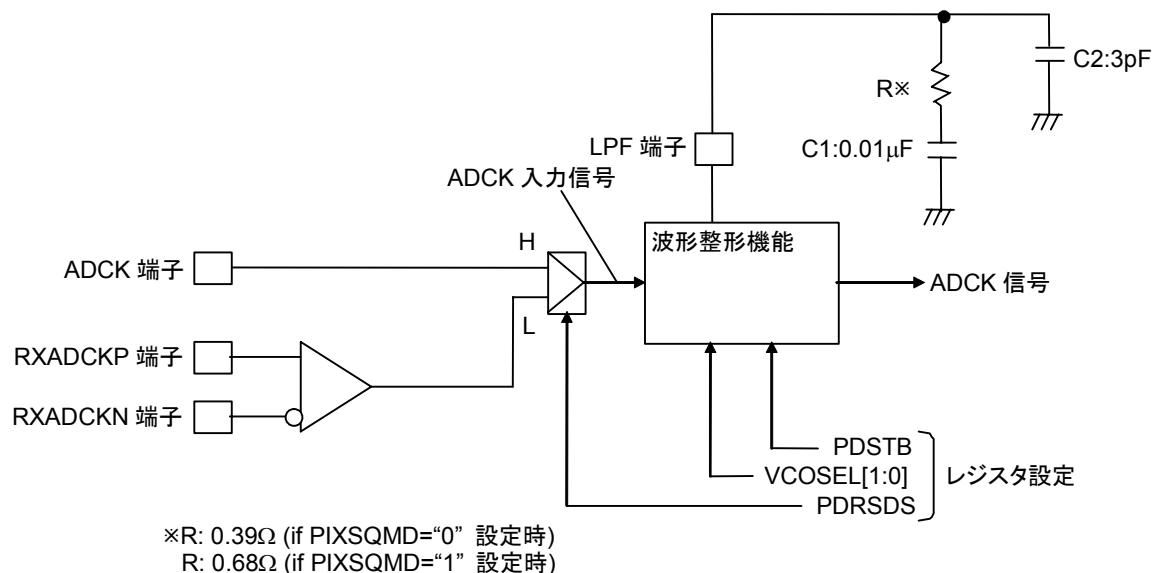 C2:3pF
R※
LPF 端子
C1:0.01μF
ADCK 入力信号
波形整形機能
H
ADCK 端子
ADCK 信号
L
RXADCKP 端子
RXADCKN 端子
PDSTB
VCOSEL[1:0]
レジスタ設定
PDRSDS
※R: 0.39Ω (if PIXSQMD=“0” 設定時)
R: 0.68Ω (if PIXSQMD=“1” 設定時)